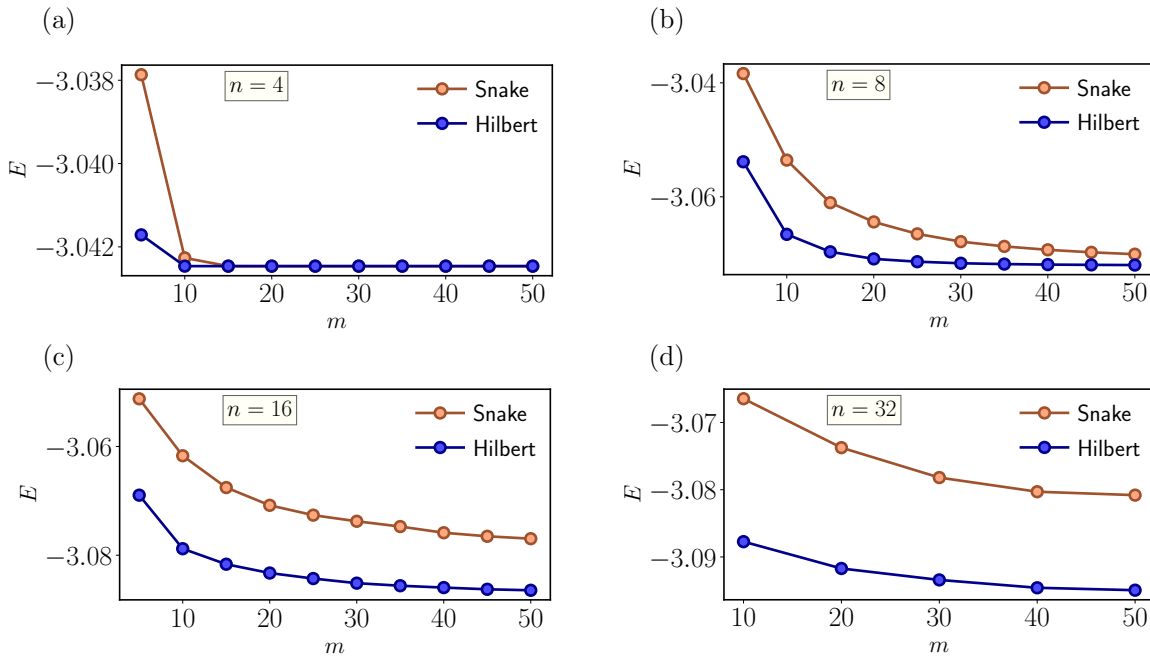 (a)
−3.038
−3.040
−3.042
E
n = 4
Snake
Hilbert
10 20 30 40 50
m
(b)
−3.04
−3.06
E
n = 8
Snake
Hilbert
10 20 30 40 50
m
(c)
−3.06
−3.08
E
n = 16
Snake
Hilbert
10 20 30 40 50
m
(d)
−3.07
−3.08
−3.09
E
n = 32
Snake
Hilbert
10 20 30 40 50
m